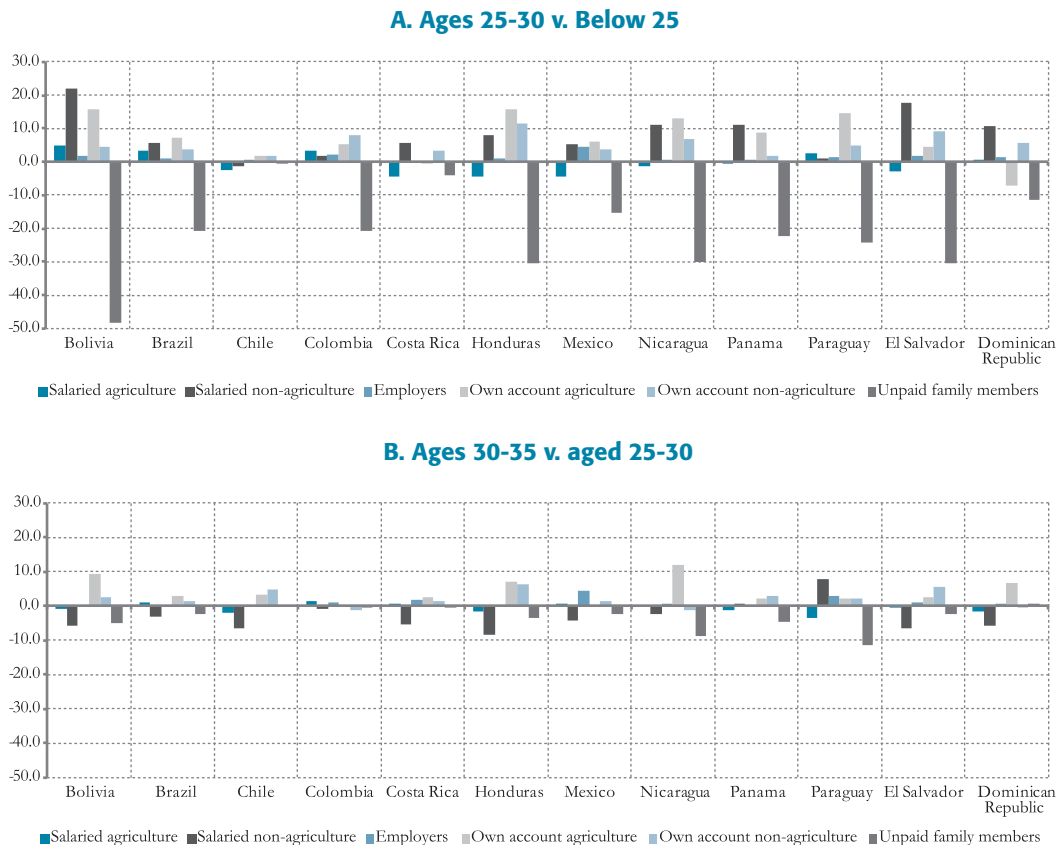 A. Ages 25-30 v. Below 25
30.0
20.0
10.0
0.0
-10.0
-20.0
-30.0
-40.0
-50.0
Bolivia Brazil Chile Colombia Costa Rica Honduras Mexico Nicaragua Panama Paraguay El Salvador Dominican
Republic
Salaried agriculture Salaried non-agriculture Employers Own account agriculture Own account non-agriculture Unpaid family members
B. Ages 30-35 v. aged 25-30
30.0
20.0
10.0
0.0
-10.0
-20.0
-30.0
-40.0
-50.0
Bolivia Brazil Chile Colombia Costa Rica Honduras Mexico Nicaragua Panama Paraguay El Salvador Dominican
Republic
Salaried agriculture Salaried non-agriculture Employers Own account agriculture Own account non-agriculture Unpaid family members